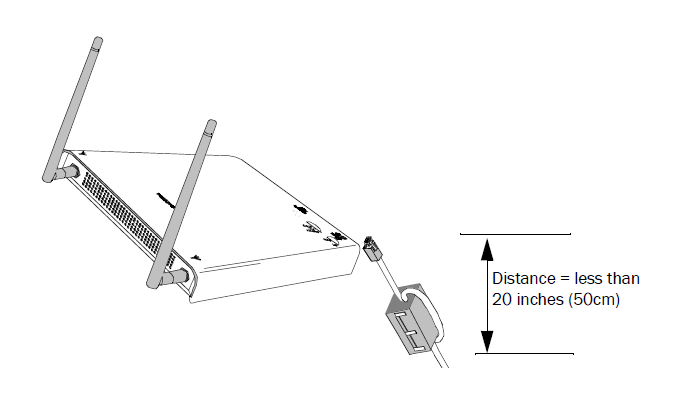 Distance = less than
20 inches (50cm)